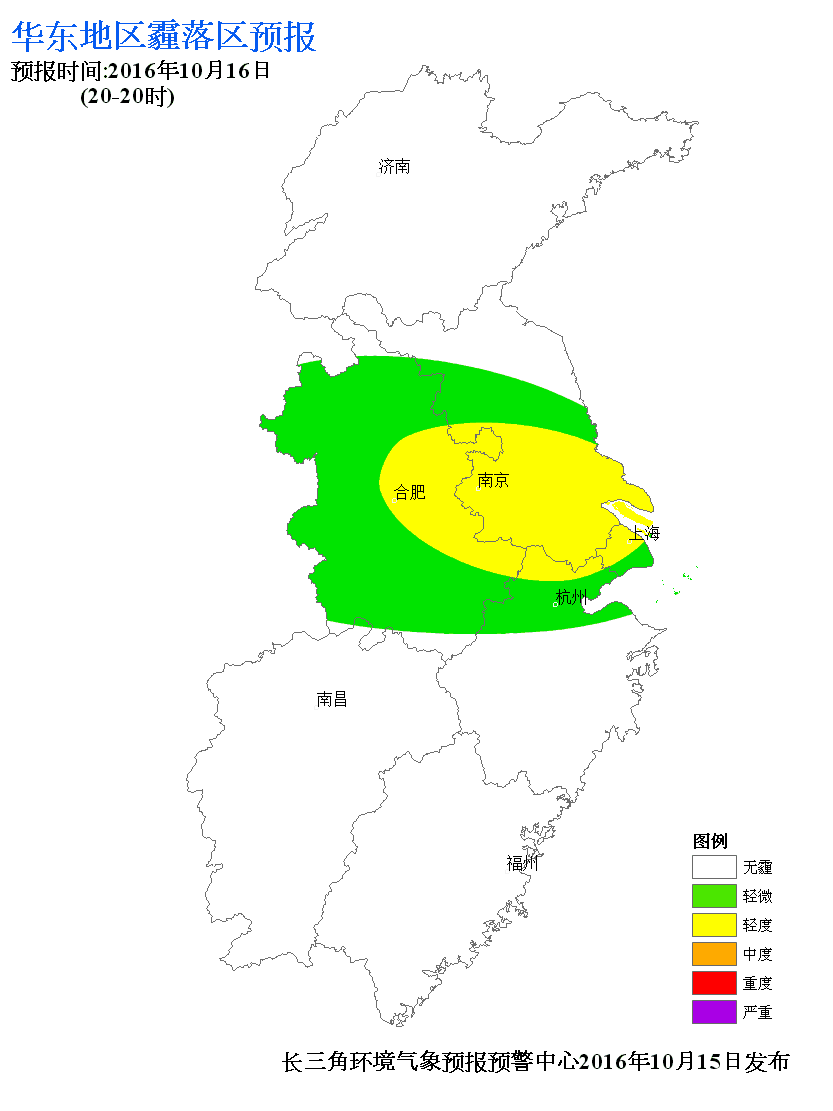 华东地区霾落区预报
预报时间:2016年10月16日
(20-20时)
济南
南京
合肥
上海
杭州
南昌
福州
图例
无霾
轻微
轻度
中度
重度
严重
长三角环境气象预报预警中心2016年10月15日发布